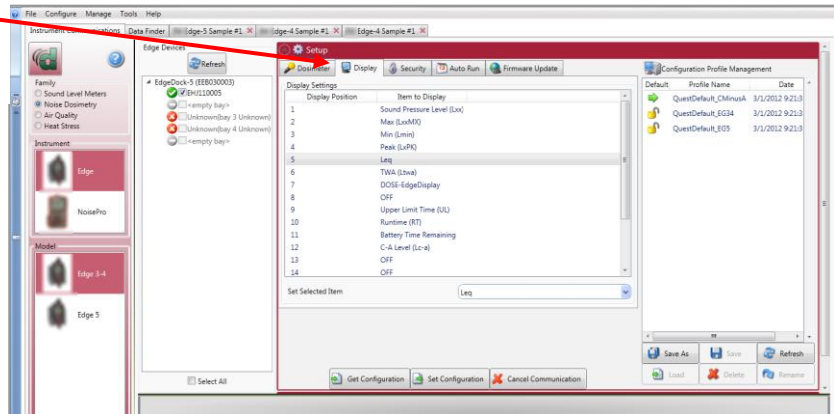 File Configure Manage Tools Help
Instrument Communications Data Finder Edge-5 Sample #1 Edge-4 Sample #1 Edge-4 Sample #1
Edge Devices
Refresh
Family
Sound Level Meters
Noise Dosimetry
Air Quality
Heat Stress
Instrument
Edge
NoisePro
Model
Edge 3-4
Edge 5
EdgeDock-5 (EEB030003)
EHJ110005
<empty bay>
Unknown(bay 3 Unknown)
Unknown(bay 4 Unknown)
<empty bay>
Select All
Setup
Dosimeter Display Security Auto Run Firmware Update
Display Settings
Display Position Item to Display
1 Sound Pressure Level (Lxx)
2 Max (LxxMX)
3 Min (Lmin)
4 Peak (LxPK)
5 Leq
6 TWA (Ltwa)
7 DOSE-EdgeDisplay
8 OFF
9 Upper Limit Time (UL)
10 Runtime (RT)
11 Battery Time Remaining
12 C-A Level (Lc-a)
13 OFF
14 OFF
Set Selected Item Leq
Get Configuration Set Configuration Cancel Communication
Configuration Profile Management
Default Profile Name Date
QuestDefault_CMinusA 3/1/2012 9:21:3
QuestDefault_EG34 3/1/2012 9:21:3
QuestDefault_EG5 3/1/2012 9:21:3
Save As Save Refresh
Load Delete Rename